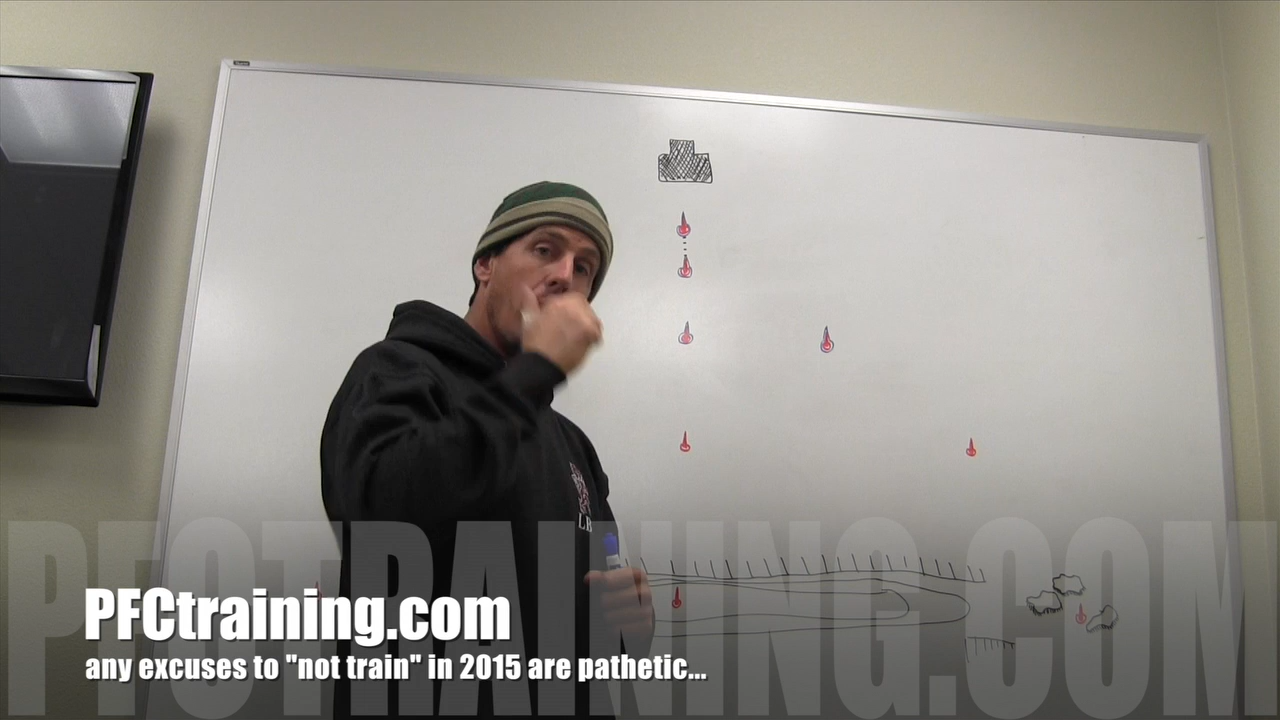 PFCTRAINING.COM
PFCtraining.com
any excuses to "not train" in 2015 are pathetic...